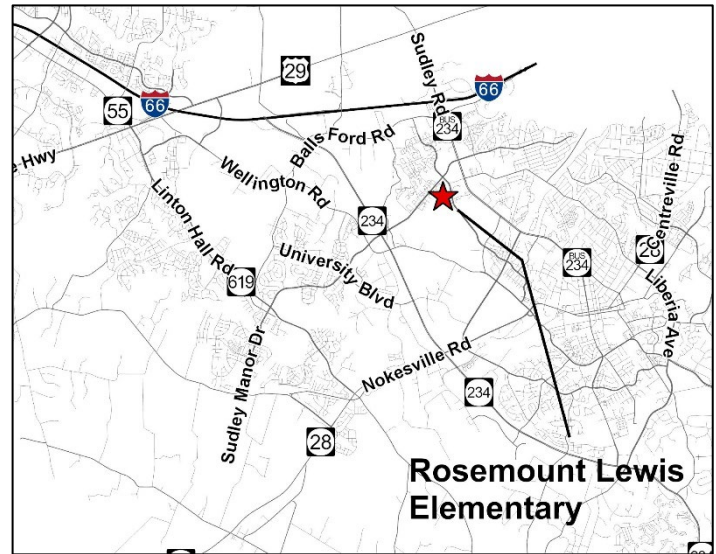 Sudley Rd
29
66
55
66
BUS
234
Balls Ford Rd
Centreville Rd
e Hwy
Wellington Rd
Linton Hall Rd
234
University Blvd
BUS
234
28
Liberia Ave
619
Sudley Manor Dr
Nokesville Rd
234
28
Rosemount Lewis
Elementary